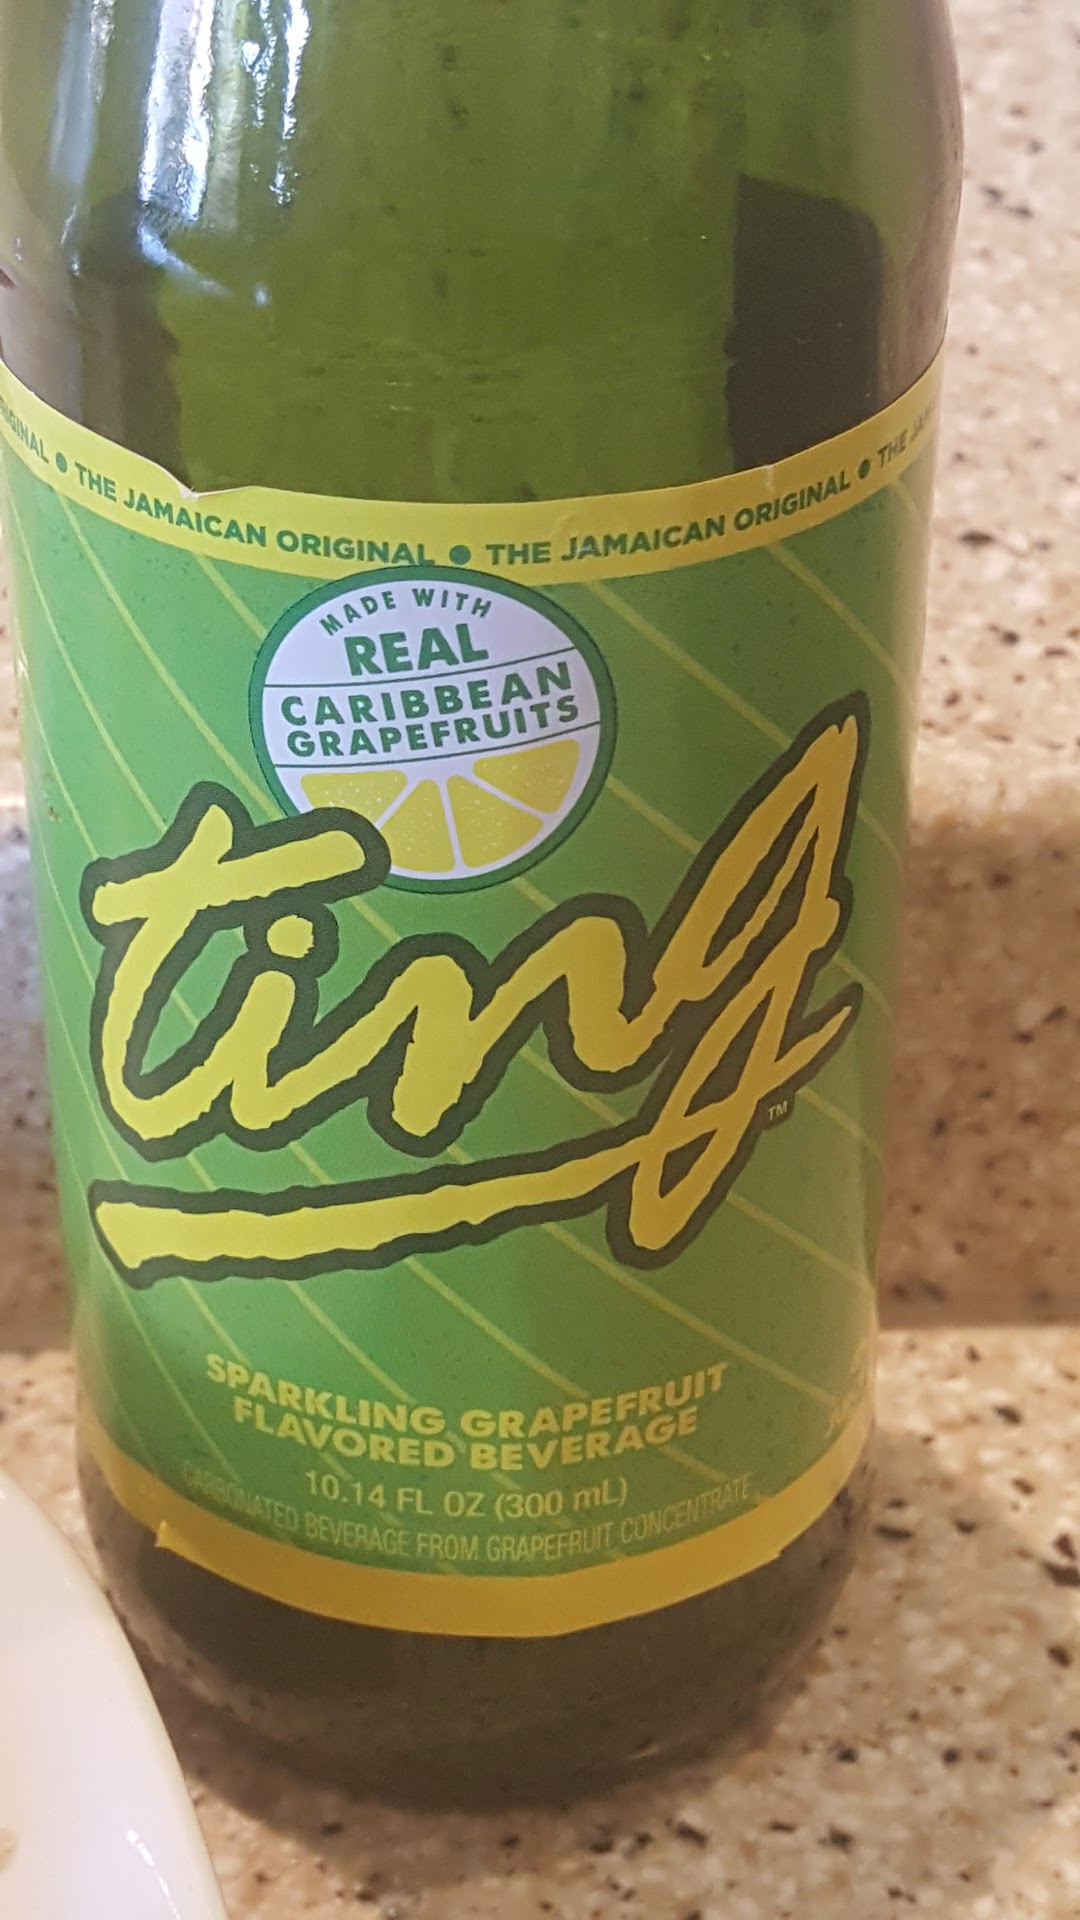 THE JAMAICAN ORIGINAL • THE JAMAICAN ORIGINAL • THE
MADE WITH
REAL
CARIBBEAN
GRAPEFRUITS
ting
TM
SPARKLING GRAPEFRUIT
FLAVORED BEVERAGE
10.14 FL OZ (300 mL)
CARBONATED BEVERAGE FROM GRAPEFRUIT CONCENTRATE